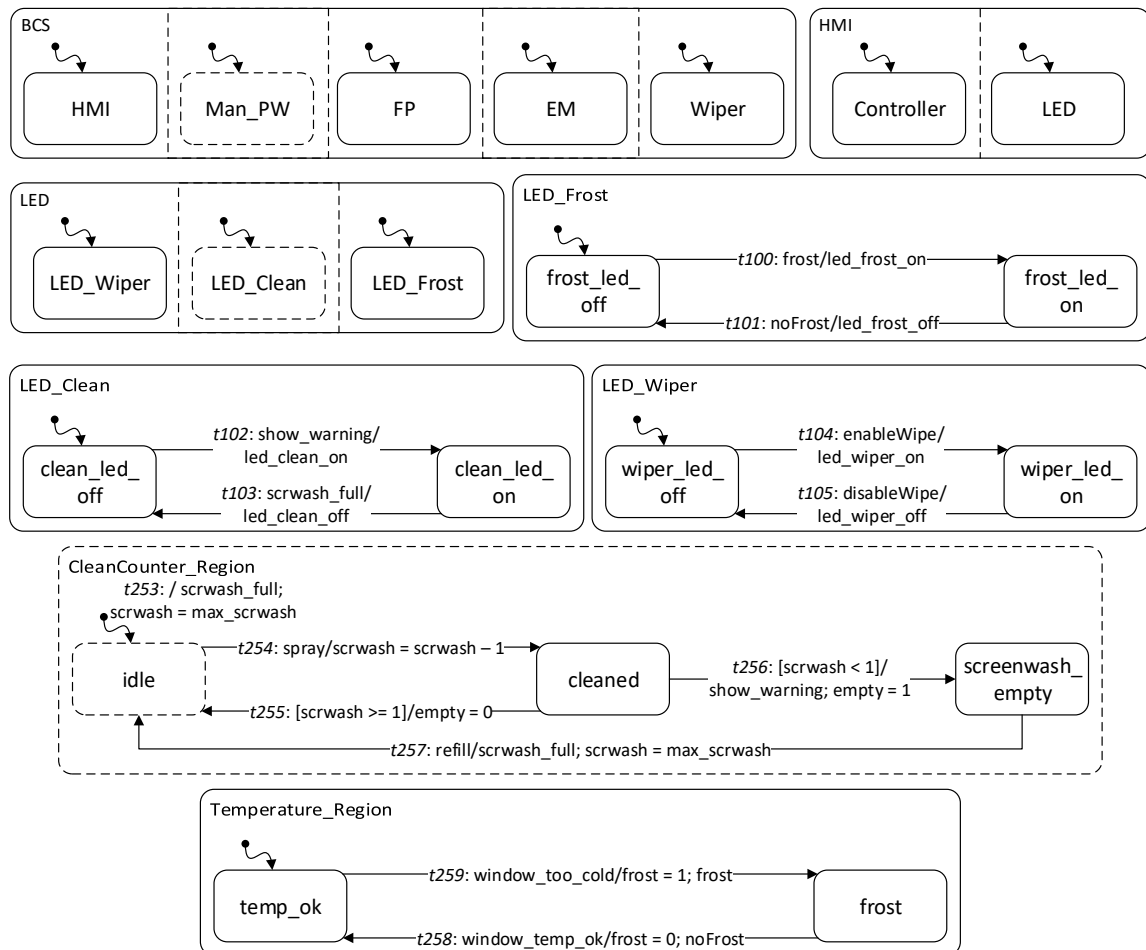 BCS
HMI
Man_PW
FP
EM
Wiper
HMI
Controller
LED
LED
LED_Wiper
LED_Clean
LED_Frost
LED_Frost
frost_led_
off
t100: frost/led_frost_on
frost_led_
on
t101: noFrost/led_frost_off
LED_Clean
clean_led_
off
t102: show_warning/
led_clean_on
clean_led_
on
t103: scrwash_full/
led_clean_off
LED_Wiper
wiper_led_
off
t104: enableWipe/
led_wiper_on
wiper_led_
on
t105: disableWipe/
led_wiper_off
CleanCounter_Region
t253: / scrwash_full;
scrwash = max_scrwash
idle
t254: spray/scrwash = scrwash – 1
cleaned
t255: [scrwash >= 1]/empty = 0
t256: [scrwash < 1]/
show_warning; empty = 1
screenwash_
empty
t257: refill/scrwash_full; scrwash = max_scrwash
Temperature_Region
temp_ok
t259: window_too_cold/frost = 1; frost
frost
t258: window_temp_ok/frost = 0; noFrost